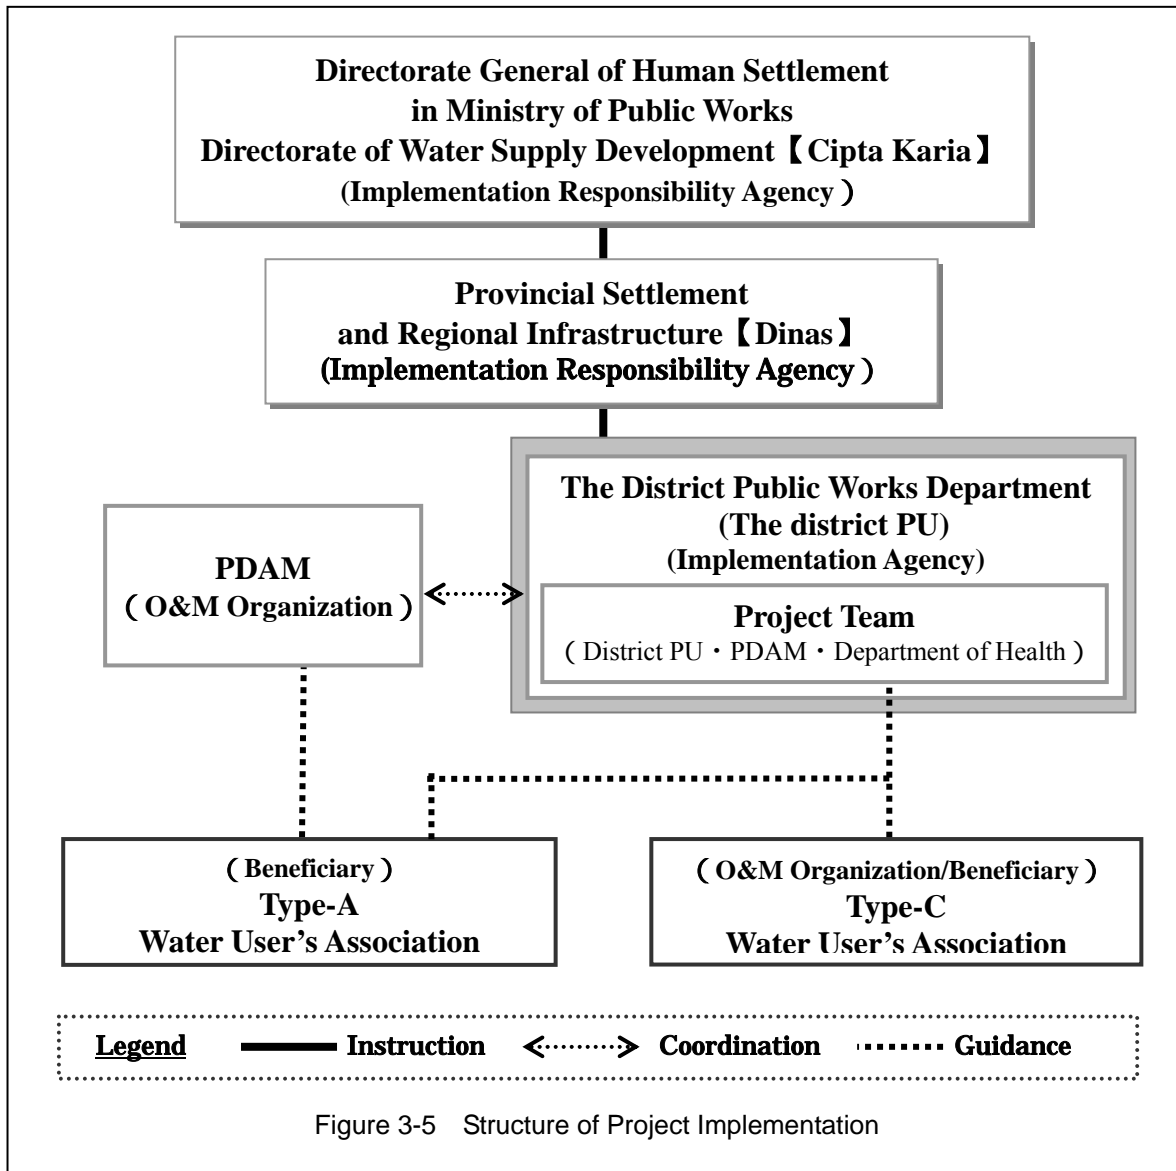 Directorate General of Human Settlement
in Ministry of Public Works
Directorate of Water Supply Development【Cipta Karia】
(Implementation Responsibility Agency）
Provincial Settlement
and Regional Infrastructure【Dinas】
(Implementation Responsibility Agency）
The District Public Works Department
(The district PU)
(Implementation Agency)
Project Team
（District PU・PDAM・Department of Health）
PDAM
（O&M Organization）
（Beneficiary）
Type-A
Water User’s Association
（O&M Organization/Beneficiary）
Type-C
Water User’s Association
Legend Instruction Coordination Guidance
Figure 3-5 Structure of Project Implementation